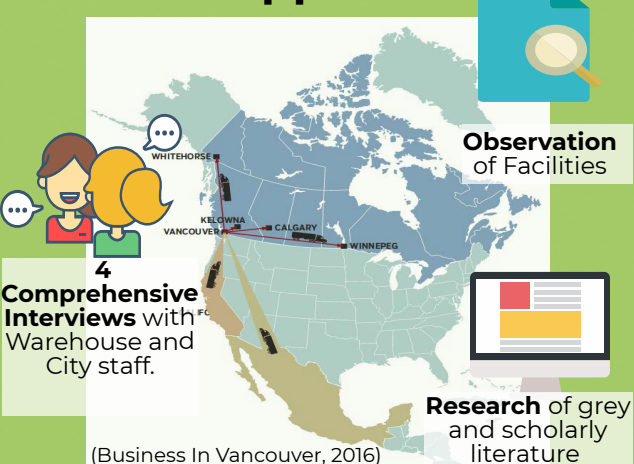 Observation
of Facilities
WHITEHORSE
KELOWNA
VANCOUVER
CALGARY
WINNEPEG
4
Comprehensive
Interviews with
Warehouse and
City staff.
Research of grey
and scholarly
literature
(Business In Vancouver, 2016)